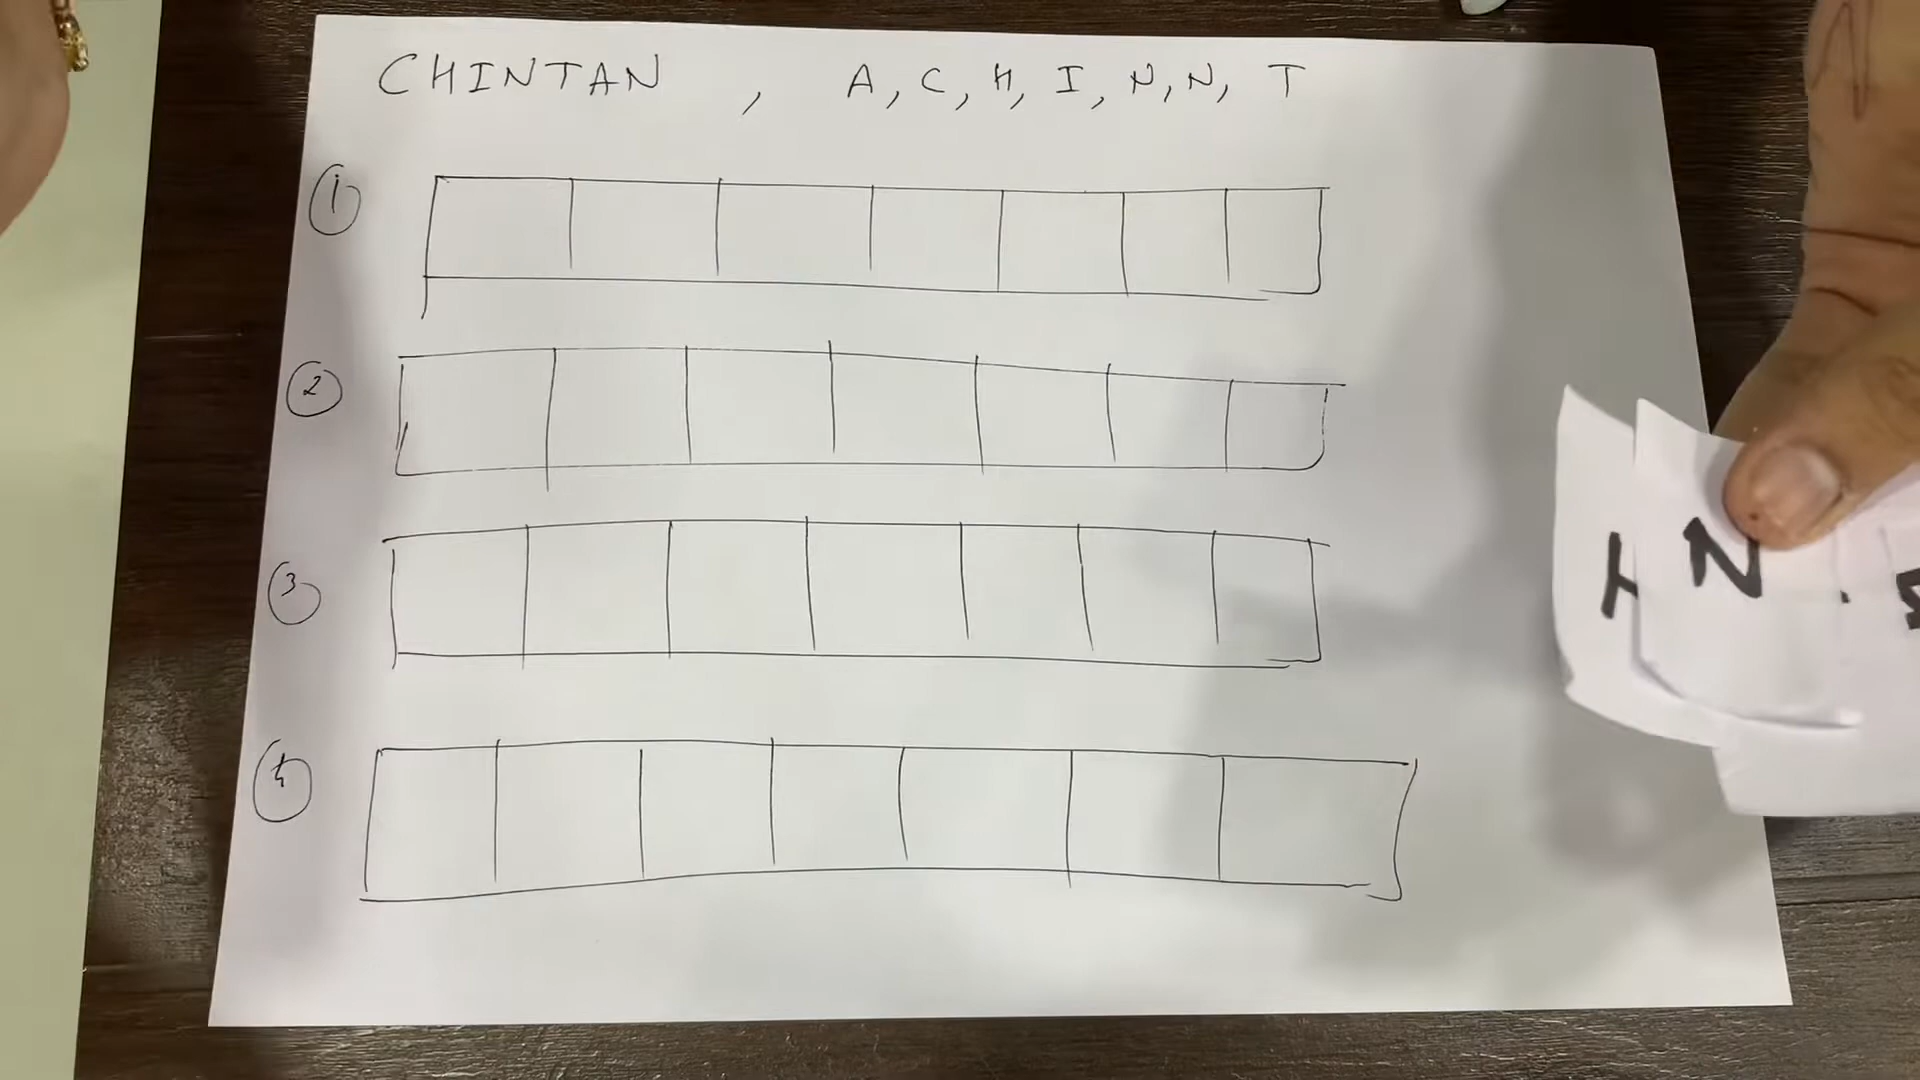 CHINTAN , A, C, H, I, N, N, T
1
2
3
4
N